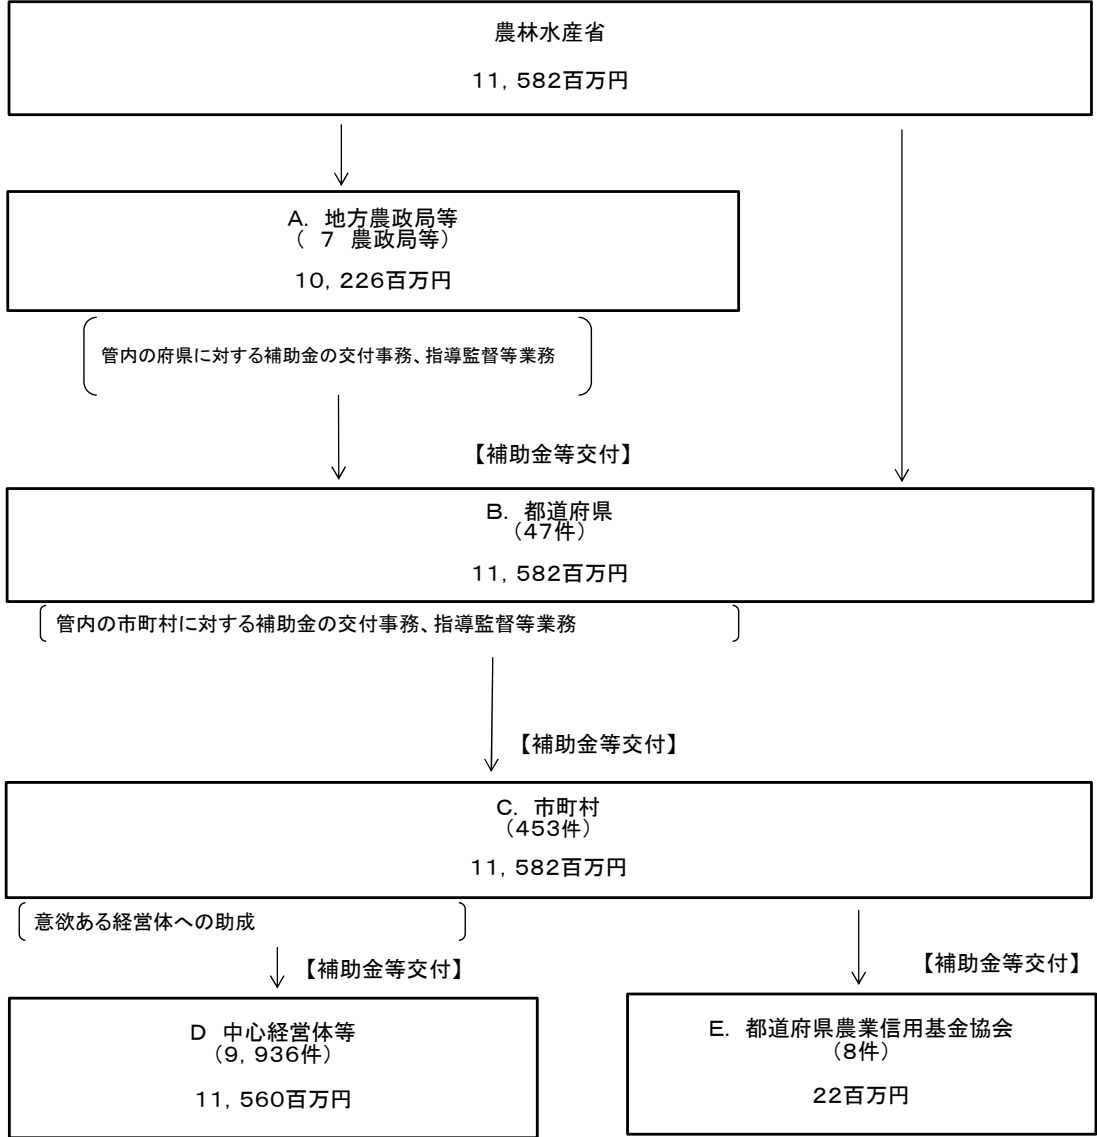 農林水産省
11,582百万円
A. 地方農政局等
( 7 農政局等)
10,226百万円
管内の府県に対する補助金の交付事務、指導監督等業務
【補助金等交付】
B. 都道府県
(47件)
11,582百万円
管内の市町村に対する補助金の交付事務、指導監督等業務
【補助金等交付】
C. 市町村
(453件)
11,582百万円
意欲ある経営体への助成
【補助金等交付】
【補助金等交付】
D 中心経営体等
(9,936件)
11,560百万円
E. 都道府県農業信用基金協会
(8件)
22百万円